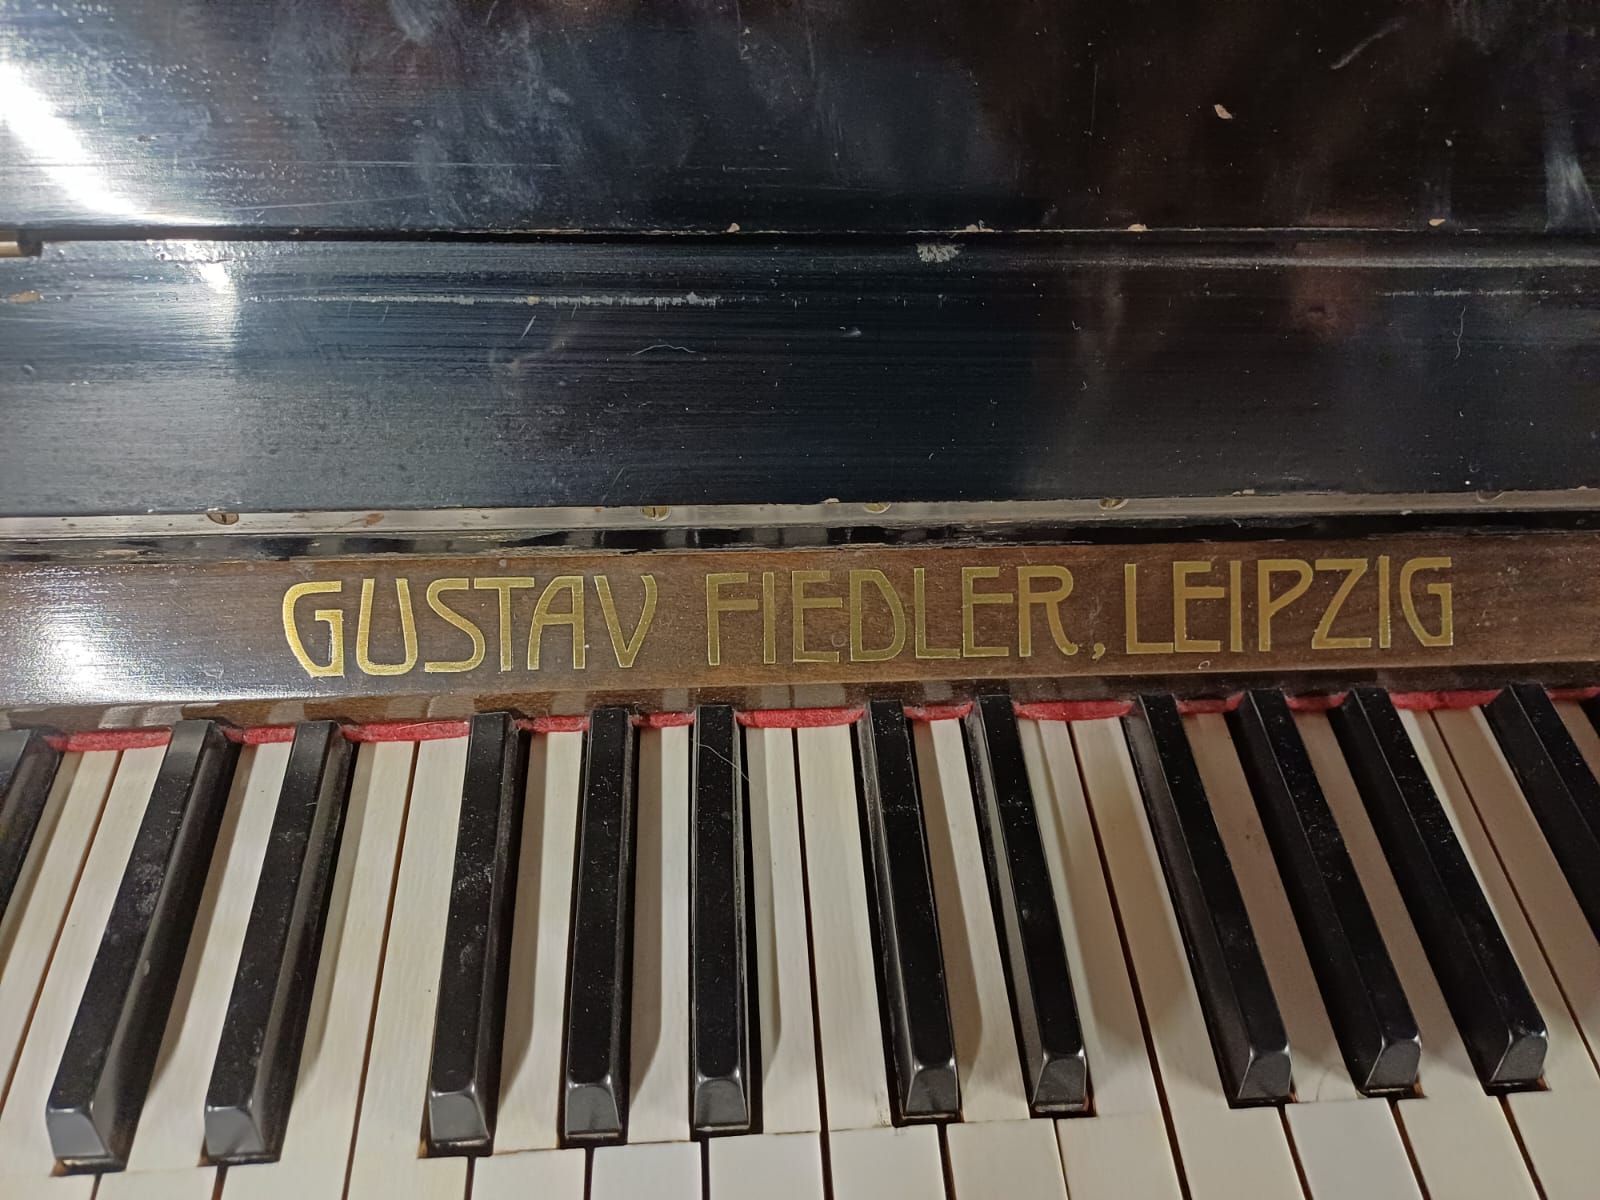 GUSTAV FIEDLER, LEIPZIG